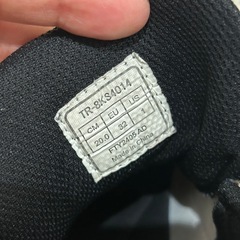 TR-8KS4014
CM EU US
20.0 32 1
FTY2405 AD
Made in China